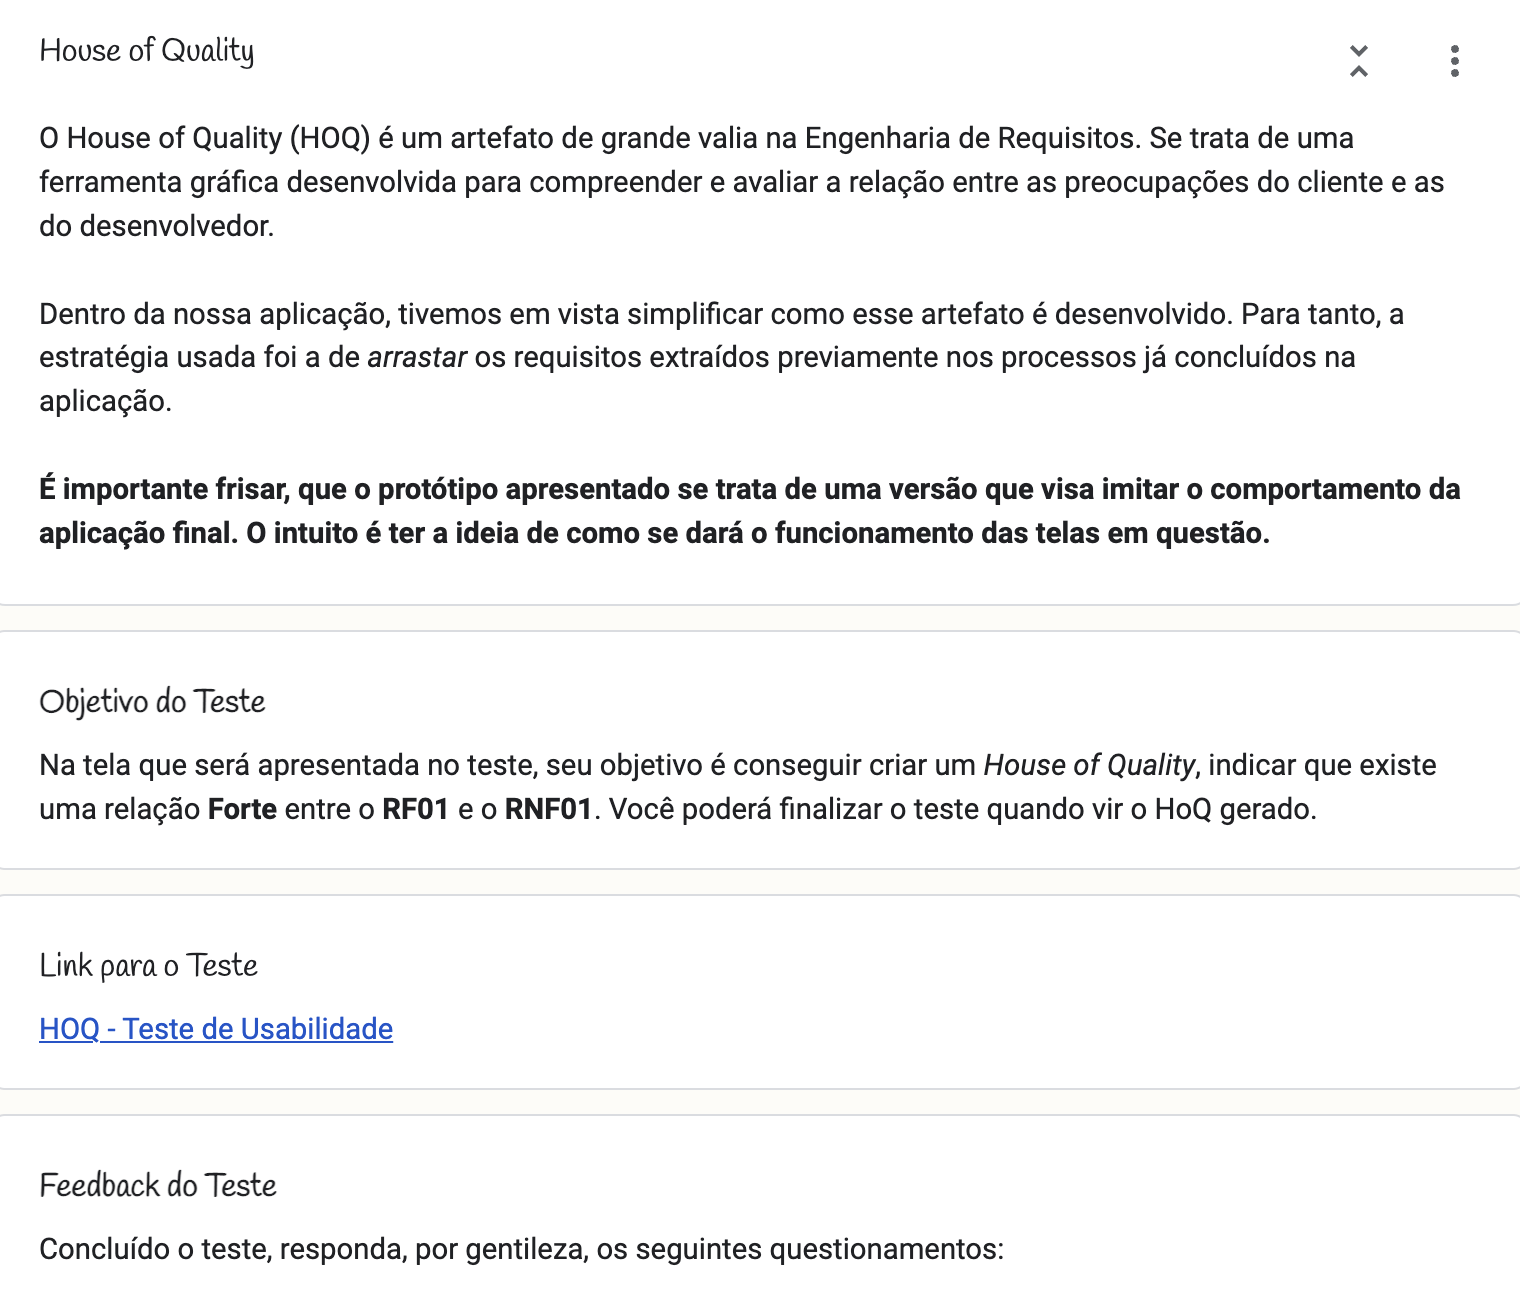 House of Quality
O House of Quality (HOQ) é um artefato de grande valia na Engenharia de Requisitos. Se trata de uma
ferramenta gráfica desenvolvida para compreender e avaliar a relação entre as preocupações do cliente e as
do desenvolvedor.
Dentro da nossa aplicação, tivemos em vista simplificar como esse artefato é desenvolvido. Para tanto, a
estratégia usada foi a de arrastar os requisitos extraídos previamente nos processos já concluídos na
aplicação.
É importante frisar, que o protótipo apresentado se trata de uma versão que visa imitar o comportamento da
aplicação final. O intuito é ter a ideia de como se dará o funcionamento das telas em questão.
Objetivo do Teste
Na tela que será apresentada no teste, seu objetivo é conseguir criar um House of Quality, indicar que existe
uma relação Forte entre o RF01 e o RNF01. Você poderá finalizar o teste quando vir o HoQ gerado.
Link para o Teste
HOQ - Teste de Usabilidade
Feedback do Teste
Concluído o teste, responda, por gentileza, os seguintes questionamentos: